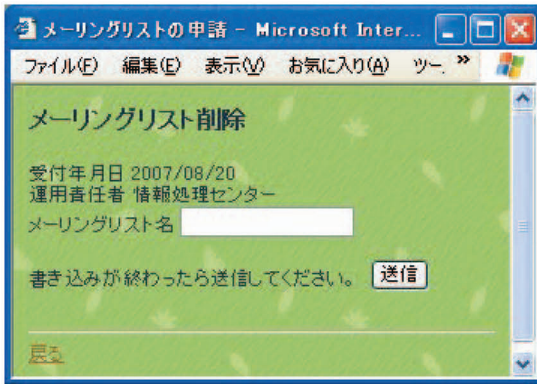 メーリングリストの申請 - Microsoft Inter...
ファイル(F) 編集(E) 表示(V) お気に入り(A) ツー. »
メーリングリスト削除
受付年月日 2007/08/20
運用責任者 情報処理センター
メーリングリスト名
書き込みが終わったら送信してください。 送信
戻る